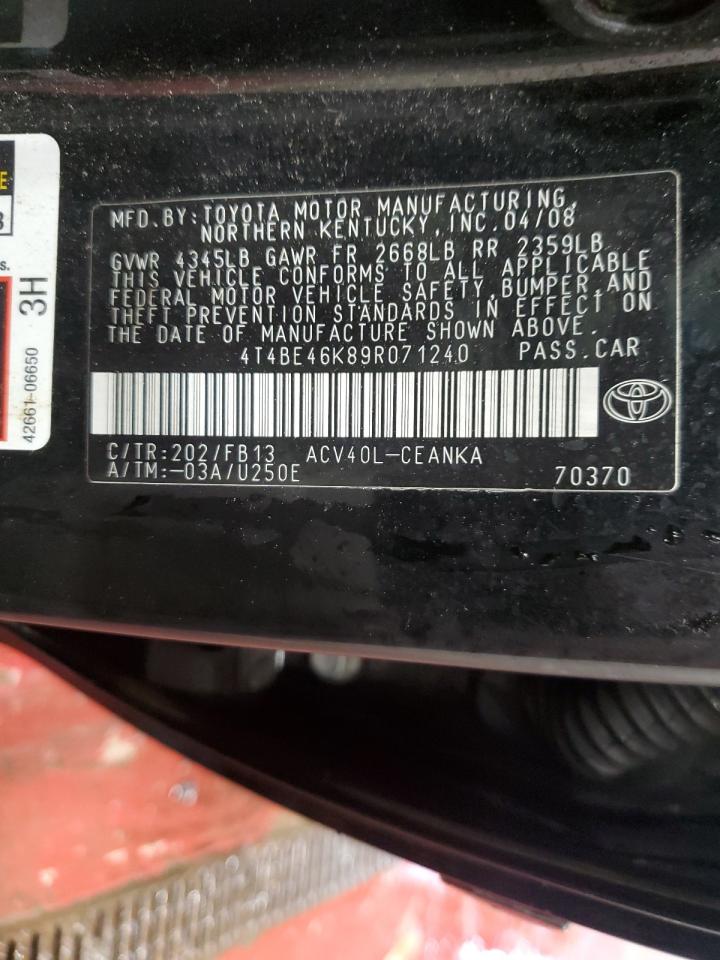 MFD.BY:TOYOTA MOTOR MANUFACTURING,
NORTHERN KENTUCKY,INC.04/08
GVWR 4345LB GAWR FR 2668LB RR 2359LB
THIS VEHICLE CONFORMS TO ALL APPLICABLE
FEDERAL MOTOR VEHICLE SAFETY,BUMPER,AND
THEFT PREVENTION STANDARDS IN EFFECT ON
THE DATE OF MANUFACTURE SHOWN ABOVE.
4T4BE46K89R071240 PASS.CAR
C/TR:202/FB13 ACV40L-CEANKA
A/TM:-03A/U250E 70370
42661-06650 3H